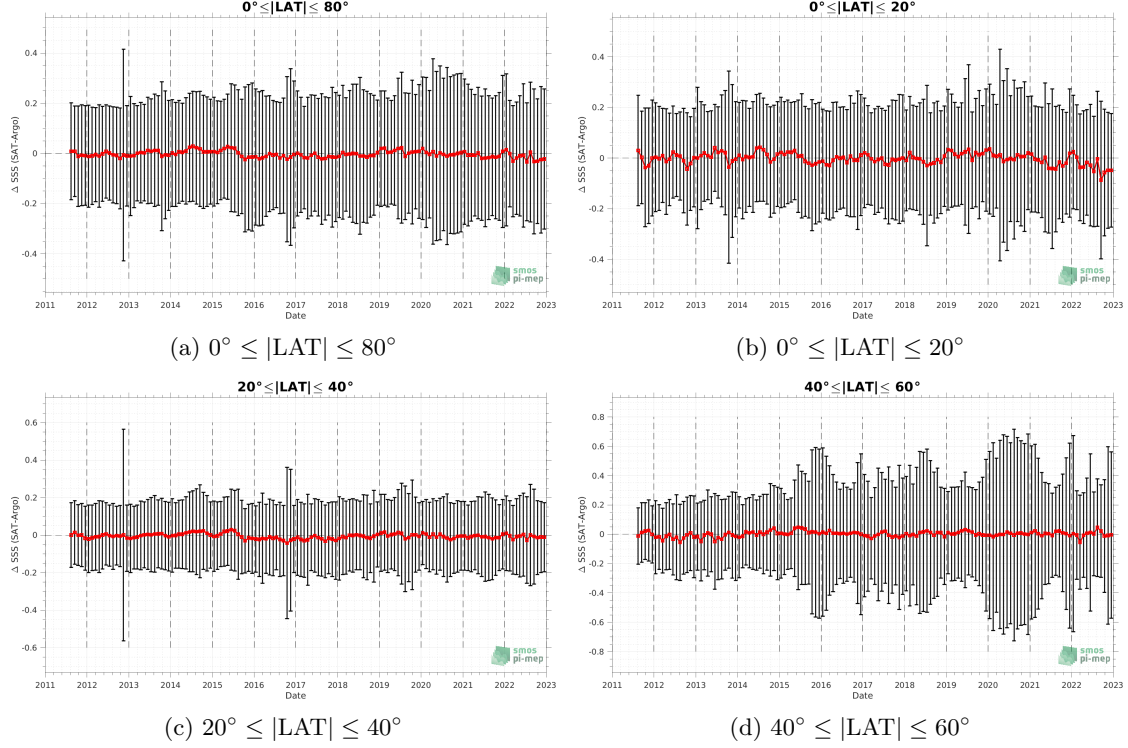 0°≤|LAT|≤ 80°
Δ SSS (SAT-Argo)
0.4
0.2
0
-0.2
-0.4
2011 2012 2013 2014 2015 2016 2017 2018 2019 2020 2021 2022 2023
Date
smos
pi-mep
(a) 0° ≤ |LAT| ≤ 80°
0°≤|LAT|≤ 20°
Δ SSS (SAT-Argo)
0.4
0.2
0
-0.2
-0.4
2011 2012 2013 2014 2015 2016 2017 2018 2019 2020 2021 2022 2023
Date
smos
pi-mep
(b) 0° ≤ |LAT| ≤ 20°
20°≤|LAT|≤ 40°
Δ SSS (SAT-Argo)
0.6
0.4
0.2
0
-0.2
-0.4
-0.6
2011 2012 2013 2014 2015 2016 2017 2018 2019 2020 2021 2022 2023
Date
smos
pi-mep
(c) 20° ≤ |LAT| ≤ 40°
40°≤|LAT|≤ 60°
Δ SSS (SAT-Argo)
0.8
0.6
0.4
0.2
0
-0.2
-0.4
-0.6
-0.8
2011 2012 2013 2014 2015 2016 2017 2018 2019 2020 2021 2022 2023
Date
smos
pi-mep
(d) 40° ≤ |LAT| ≤ 60°